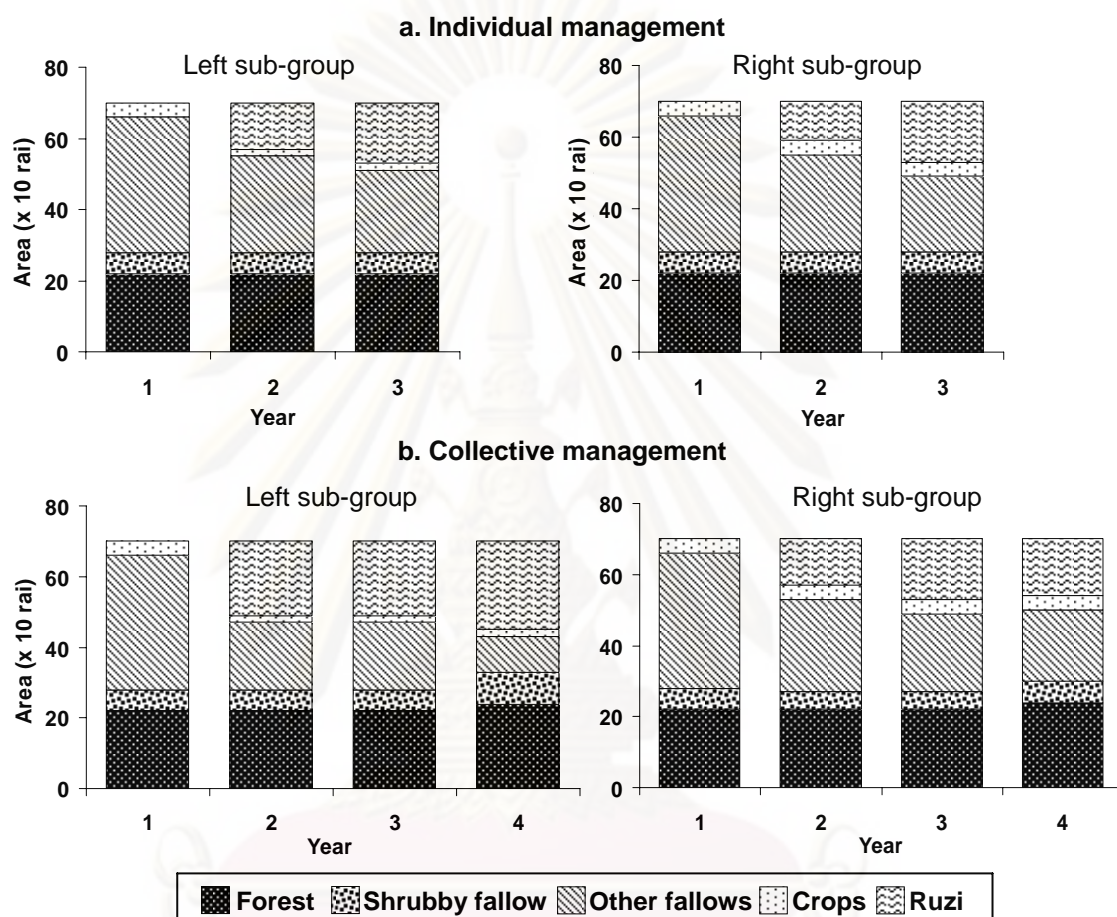 a. Individual management
Left sub-group
80
60
40
20
0
Area (x 10 rai)
1 2 3
Year
Right sub-group
80
60
40
20
0
Area (x 10 rai)
1 2 3
Year
b. Collective management
Left sub-group
80
60
40
20
0
Area (x 10 rai)
1 2 3 4
Year
Right sub-group
80
60
40
20
0
1 2 3 4
Year
Forest Shrubby fallow Other fallows Crops Ruzi